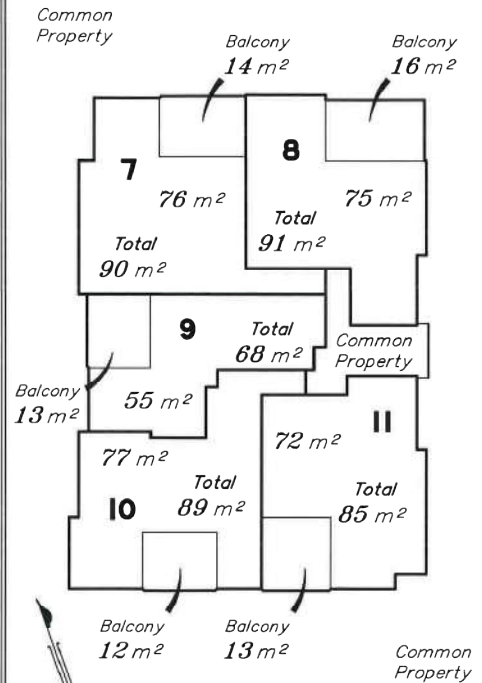 Common
Property
Balcony
14 m²
Balcony
16 m²
7
76 m²
Total
90 m²
8
75 m²
Total
91 m²
9
Total
68 m²
Common
Property
Balcony
13 m²
55 m²
77 m²
72 m²
11
10
Total
89 m²
Total
85 m²
Balcony
12 m²
Balcony
13 m²
Common
Property